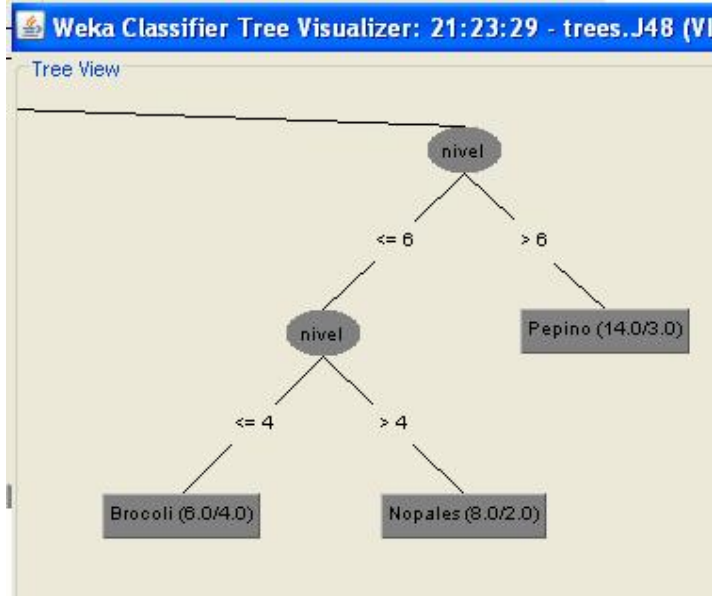 Weka Classifier Tree Visualizer: 21:23:29 - trees.J48 (VI
Tree View
nivel
<= 6
> 6
nivel
Pepino (14.0/3.0)
<= 4
> 4
Brocoli (6.0/4.0)
Nopales (8.0/2.0)